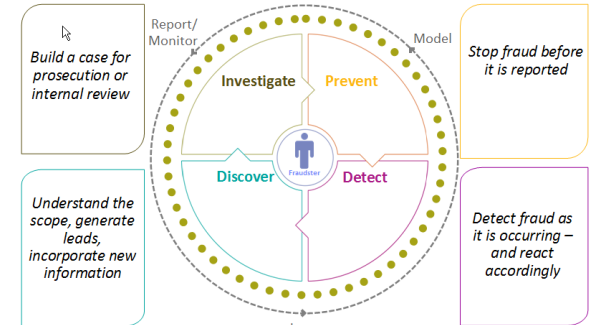 Report/
Monitor
Model
Build a case for
prosecution or
internal review
Investigate
Prevent
Stop fraud before
it is reported
Fraudster
Discover
Detect
Understand the
scope, generate
leads,
incorporate new
information
Detect fraud as
it is occurring –
and react
accordingly